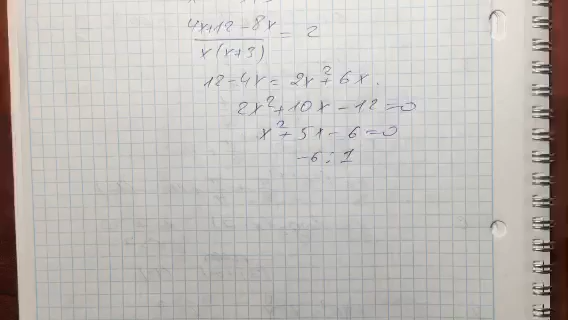 4x+12-8x / x(x+3) = 2
12-4x = 2x²+6x.
2x²+10x-12=0
x²+5x-6=0
-6; 1